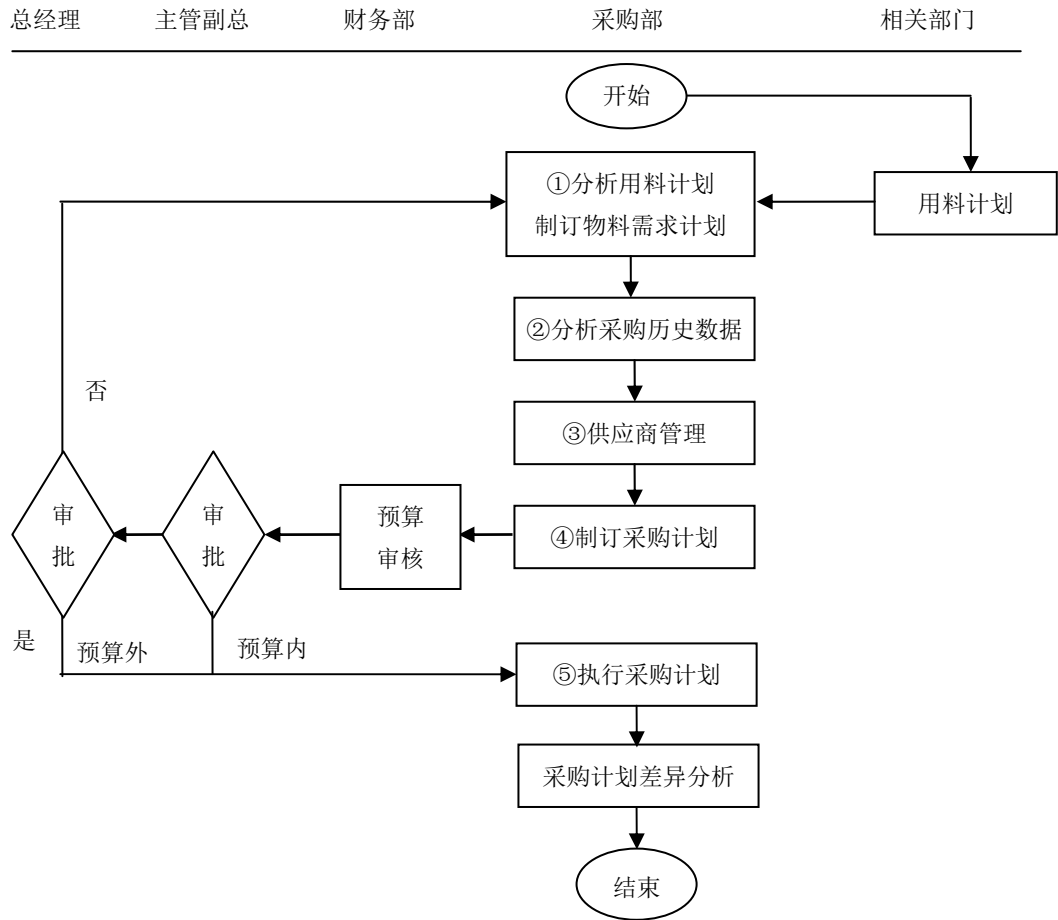 总经理 主管副总 财务部 采购部 相关部门
开始
①分析用料计划
制订物料需求计划
用料计划
②分析采购历史数据
否
③供应商管理
审
批
审
批
预算
审核
④制订采购计划
是
预算外
预算内
⑤执行采购计划
采购计划差异分析
结束